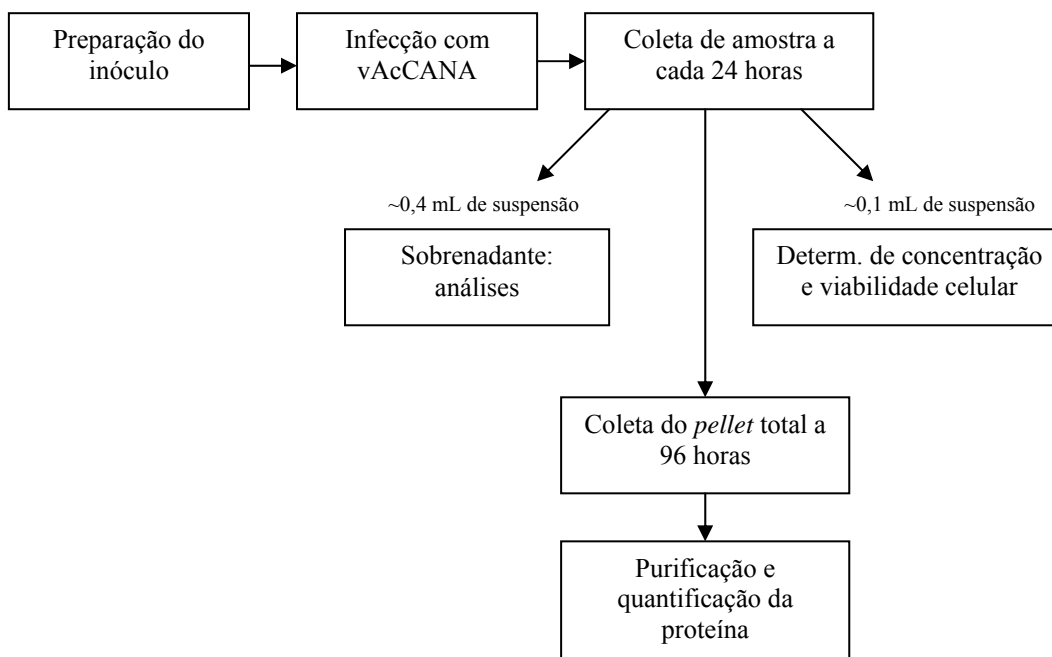 Preparação do
inóculo
Infecção com
vAcCANA
Coleta de amostra a
cada 24 horas
~0,4 mL de suspensão
~0,1 mL de suspensão
Sobrenadante:
análises
Determ. de concentração
e viabilidade celular
Coleta do pellet total a
96 horas
Purificação e
quantificação da
proteína